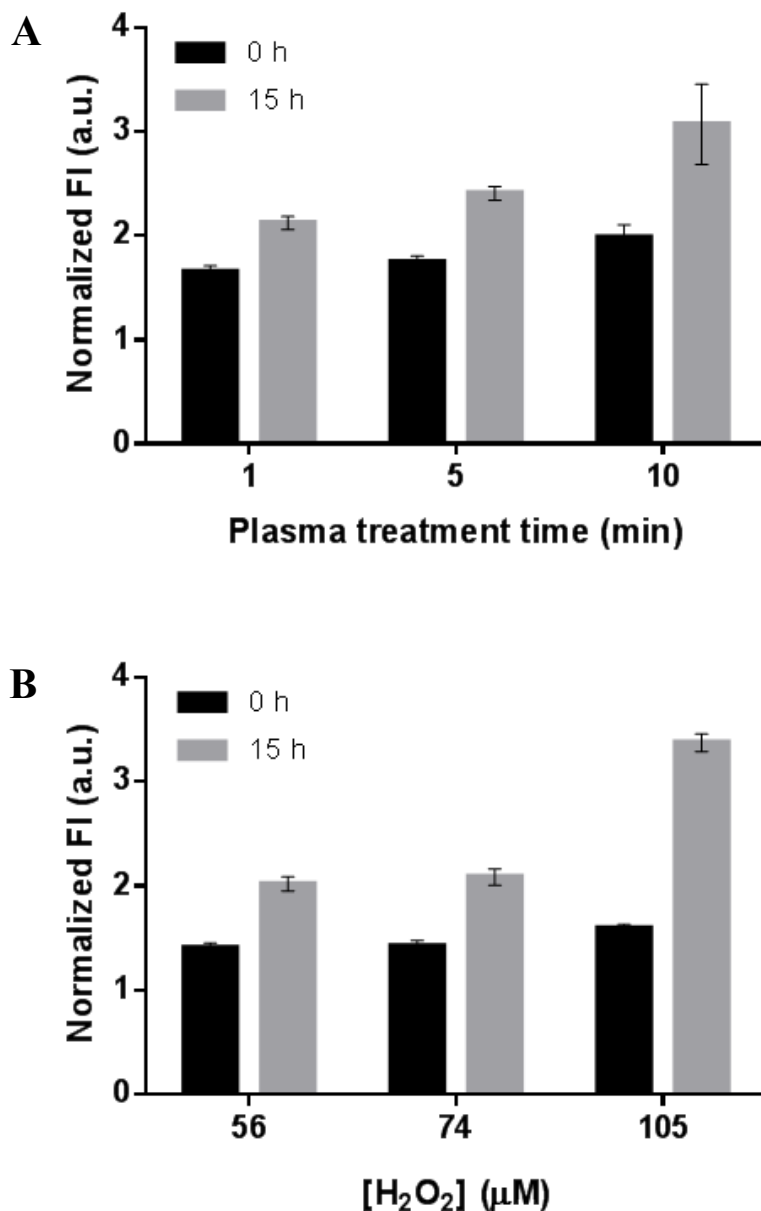 A
Normalized FI (a.u.)
4
3
2
1
0
0 h
15 h
1 5 10
Plasma treatment time (min)
B
Normalized FI (a.u.)
4
3
2
1
0
0 h
15 h
56 74 105
[H₂O₂] (μM)